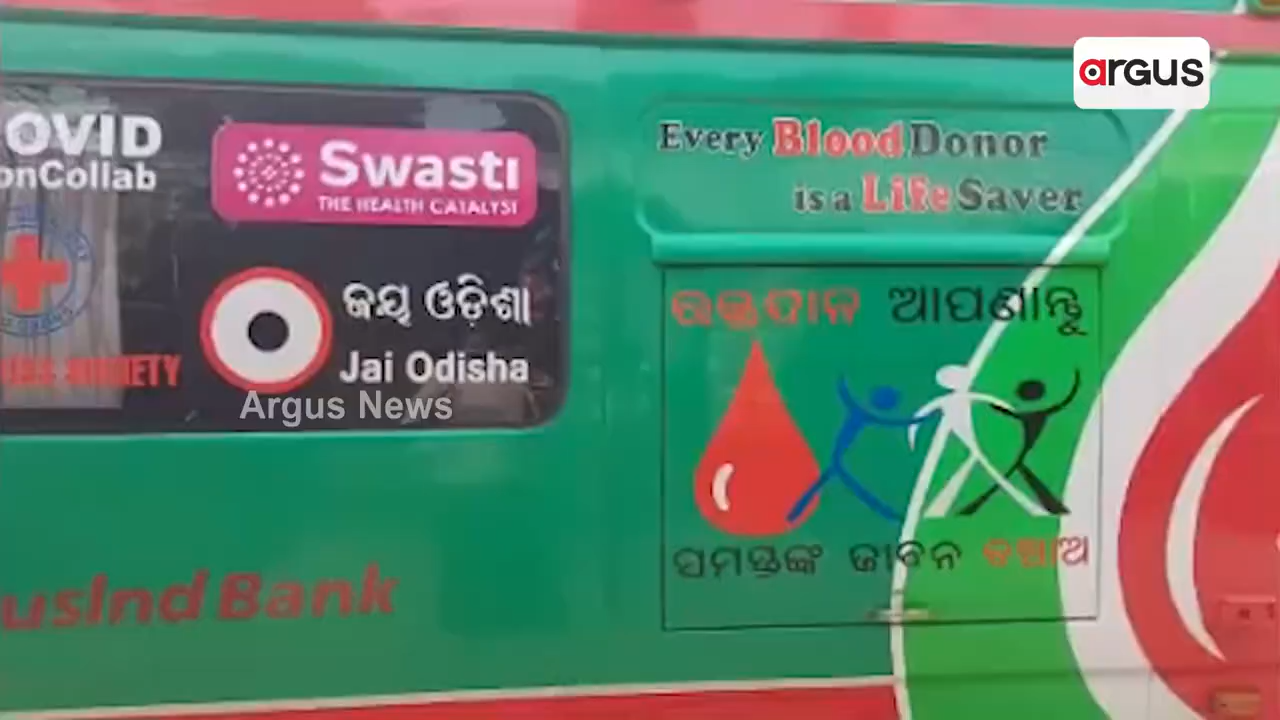 argus
OVID
onCollab
Swasti
THE HEALTH CATALYST
ଜୟ ଓଡ଼ିଶା
Jai Odisha
Argus News
Every Blood Donor
is a Life Saver
ରକ୍ତଦାନ ଆପଣାନ୍ତୁ
ସମସ୍ତଙ୍କ ଜୀବନ ବଞ୍ଚାଅ
usInd Bank